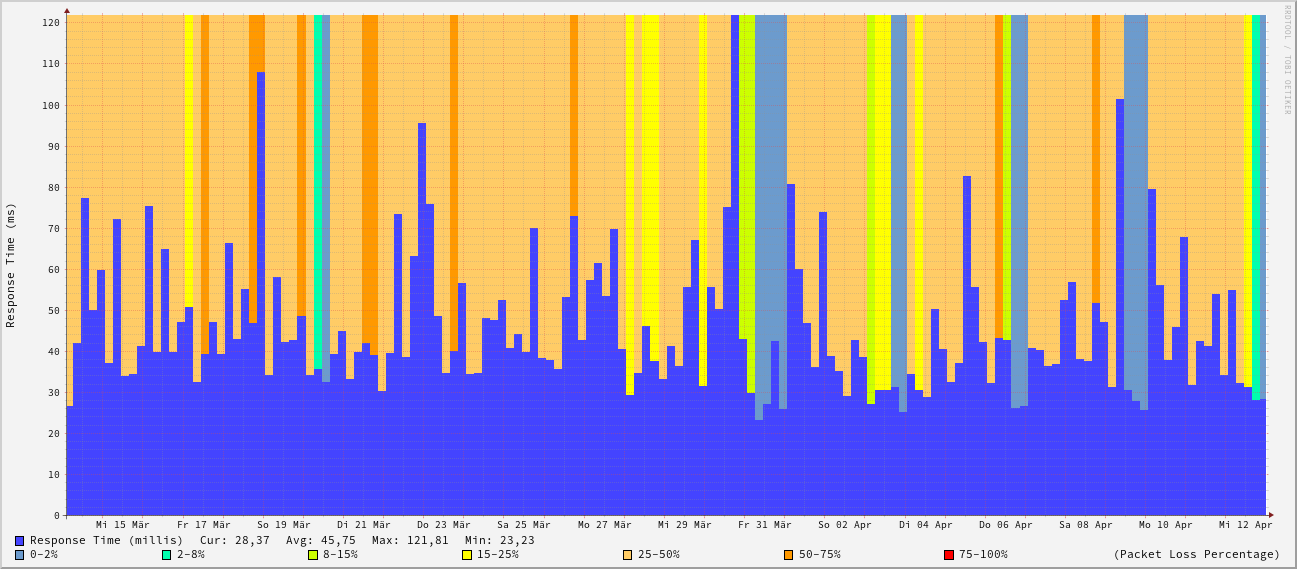 RRDTOOL / TOBI OETIKER
Response Time (ms)
120
110
100
90
80
70
60
50
40
30
20
10
0
Mi 15 Mär Fr 17 Mär So 19 Mär Di 21 Mär Do 23 Mär Sa 25 Mär Mo 27 Mär Mi 29 Mär Fr 31 Mär So 02 Apr Di 04 Apr Do 06 Apr Sa 08 Apr Mo 10 Apr Mi 12 Apr
Response Time (millis) Cur: 28,37 Avg: 45,75 Max: 121,81 Min: 23,23
0-2% 2-8% 8-15% 15-25% 25-50% 50-75% 75-100% (Packet Loss Percentage)